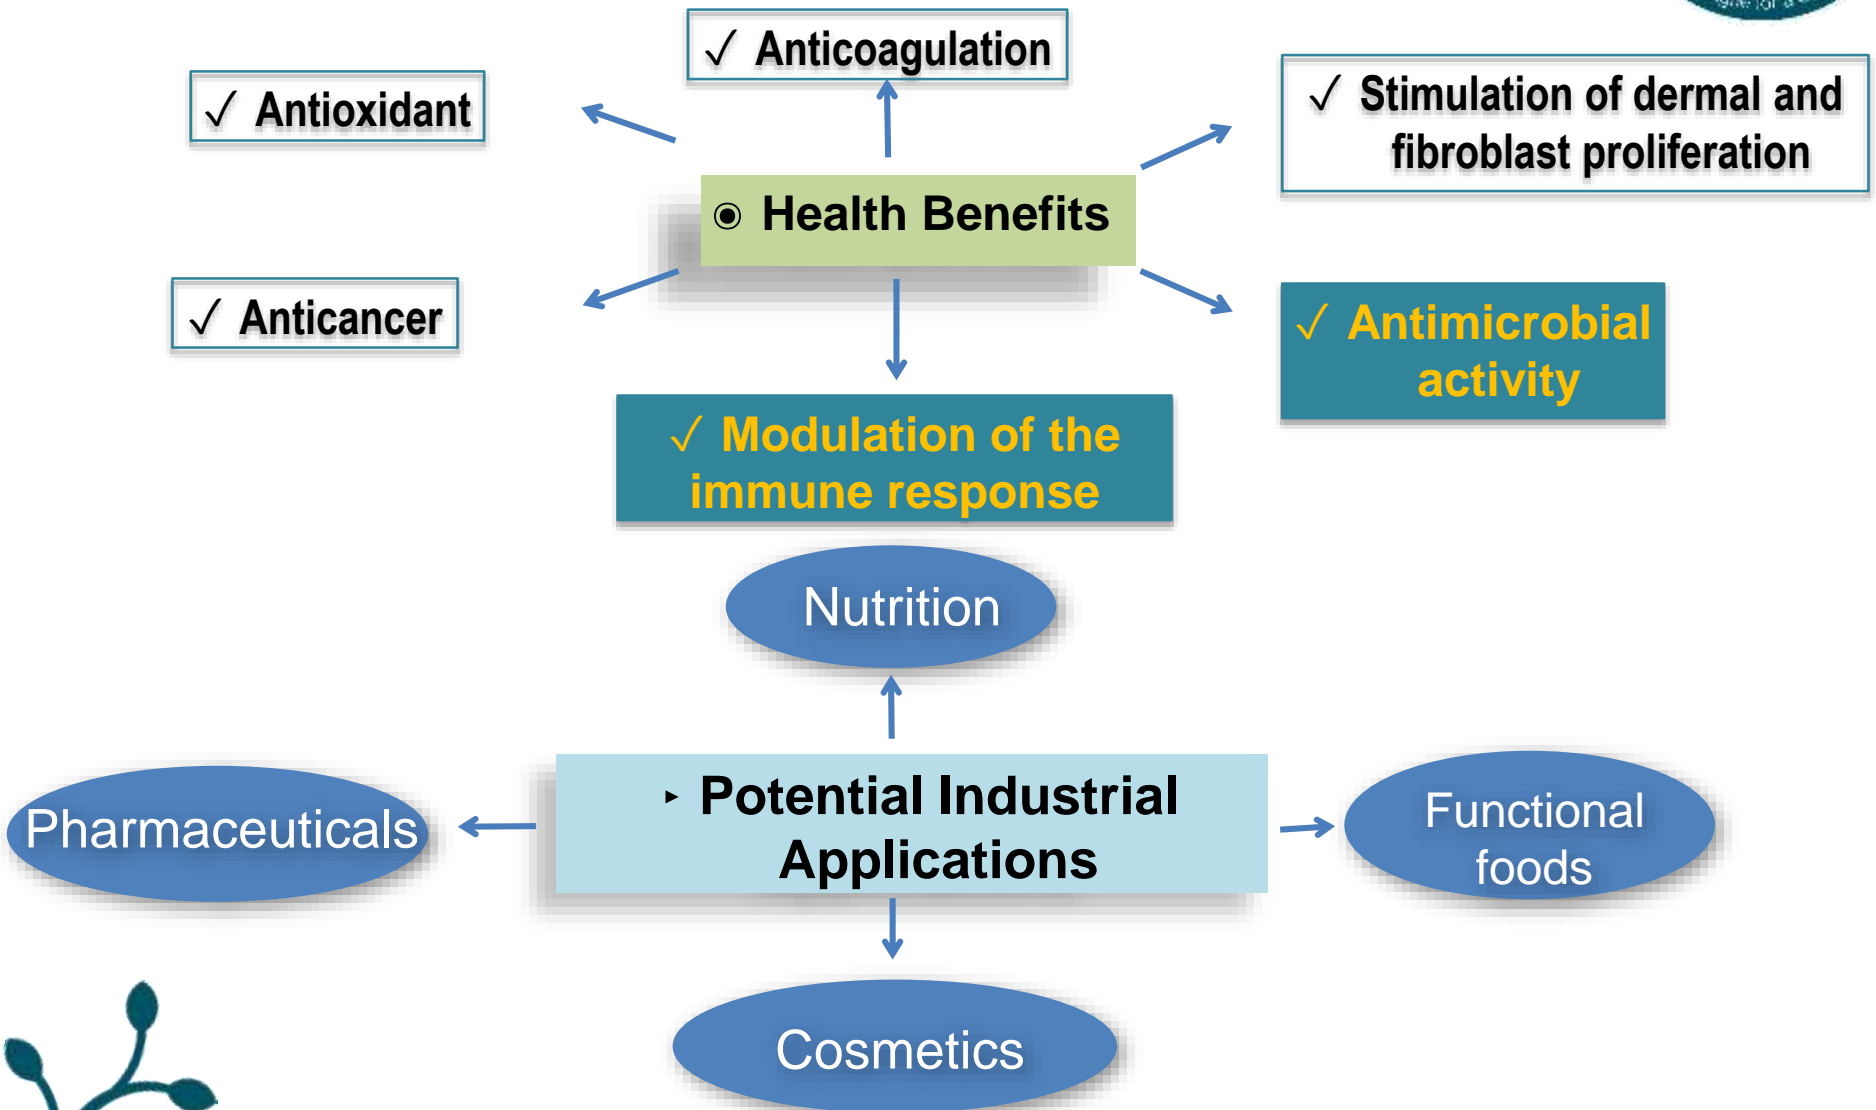 ✓ Anticoagulation
✓ Antioxidant
✓ Stimulation of dermal and
fibroblast proliferation
◉ Health Benefits
✓ Anticancer
✓ Antimicrobial
activity
✓ Modulation of the
immune response
Nutrition
Pharmaceuticals
‣ Potential Industrial
Applications
Functional
foods
Cosmetics